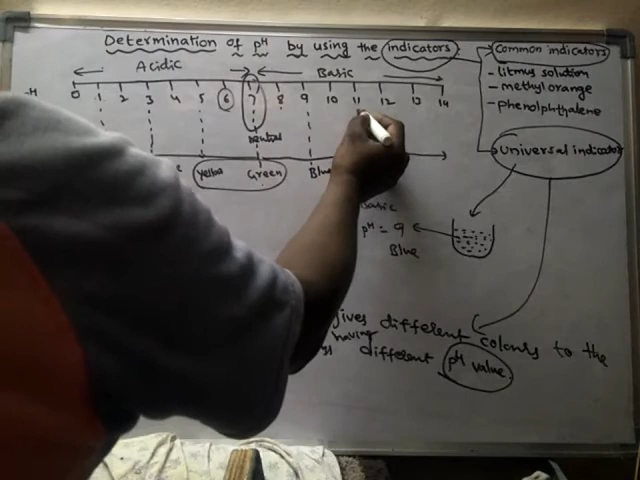 Determination of pH by using the indicators
Common indicators
Acidic
Basic
- litmus solution
- methyl orange
- phenolphthalene
H
0 1 2 3 4 5 6 7 8 9 10 11 12 13 14
neutral
Universal indicators
Green
Blue
Basic
pH = 9
Blue
gives different colours to the
having
different pH value